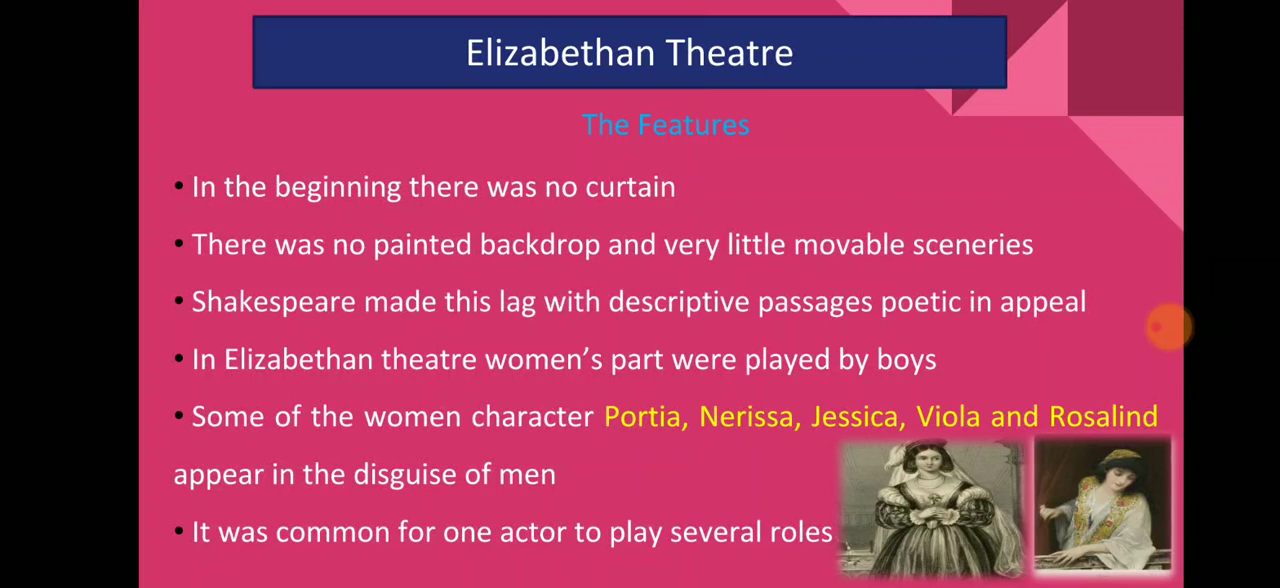 Elizabethan Theatre
The Features
• In the beginning there was no curtain
• There was no painted backdrop and very little movable sceneries
• Shakespeare made this lag with descriptive passages poetic in appeal
• In Elizabethan theatre women’s part were played by boys
• Some of the women character Portia, Nerissa, Jessica, Viola and Rosalind
appear in the disguise of men
• It was common for one actor to play several roles